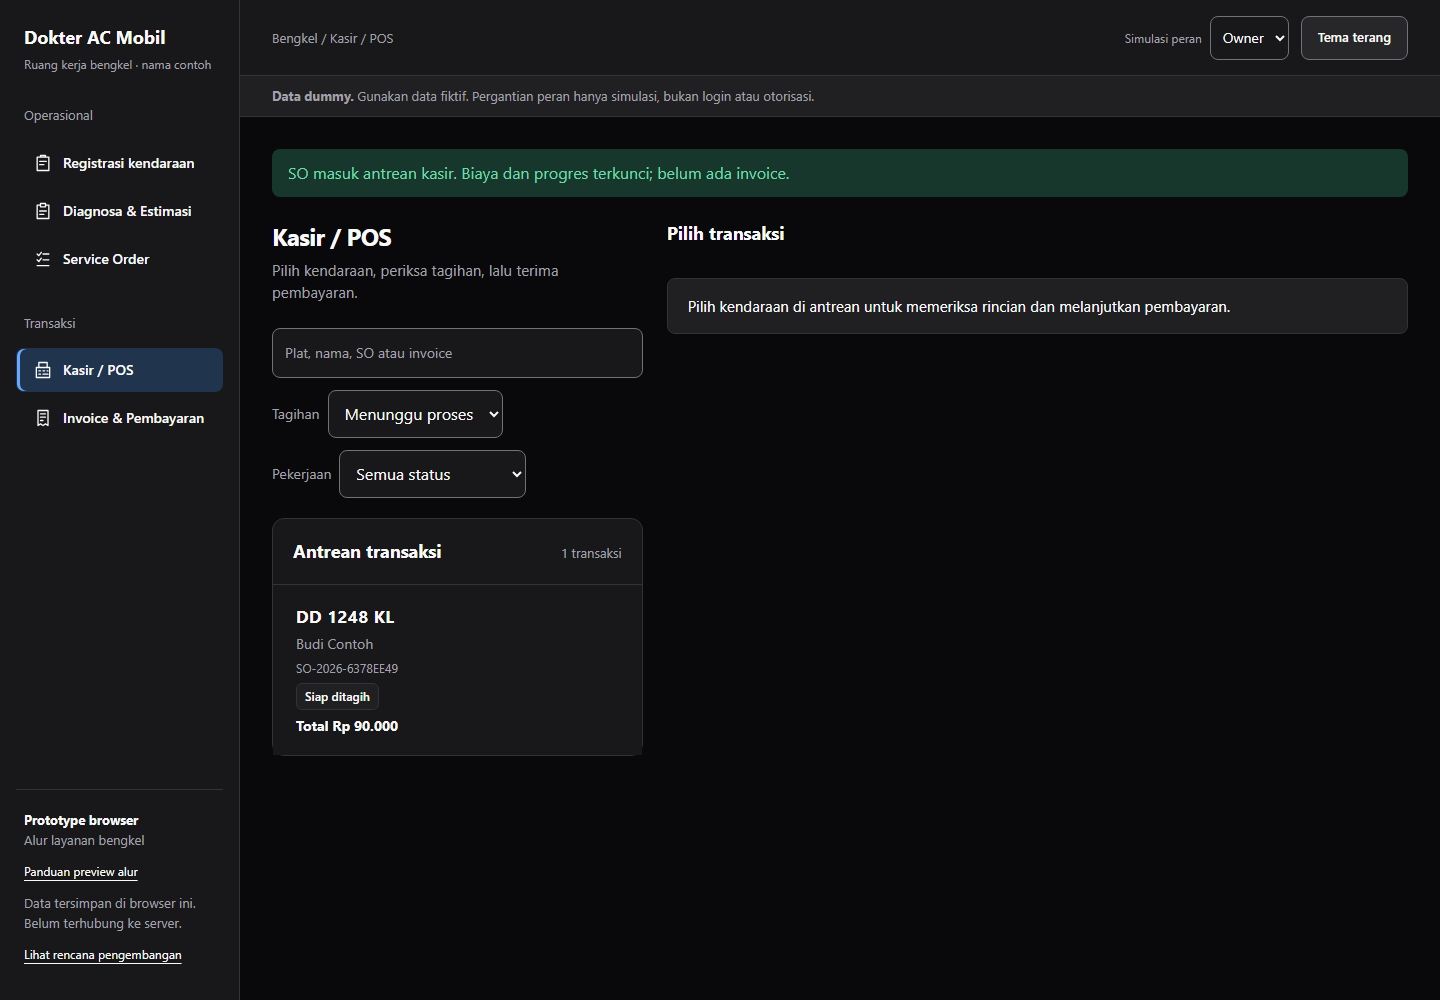 Dokter AC Mobil
Ruang kerja bengkel · nama contoh
Operasional
Registrasi kendaraan
Diagnosa & Estimasi
Service Order
Transaksi
Kasir / POS
Invoice & Pembayaran
Prototype browser
Alur layanan bengkel
Panduan preview alur
Data tersimpan di browser ini.
Belum terhubung ke server.
Lihat rencana pengembangan
Bengkel / Kasir / POS
Simulasi peran
Owner
Tema terang
Data dummy. Gunakan data fiktif. Pergantian peran hanya simulasi, bukan login atau otorisasi.
SO masuk antrean kasir. Biaya dan progres terkunci; belum ada invoice.
Kasir / POS
Pilih kendaraan, periksa tagihan, lalu terima
pembayaran.
Plat, nama, SO atau invoice
Tagihan
Menunggu proses
Pekerjaan
Semua status
Antrean transaksi
1 transaksi
DD 1248 KL
Budi Contoh
SO-2026-6378EE49
Siap ditagih
Total Rp 90.000
Pilih transaksi
Pilih kendaraan di antrean untuk memeriksa rincian dan melanjutkan pembayaran.